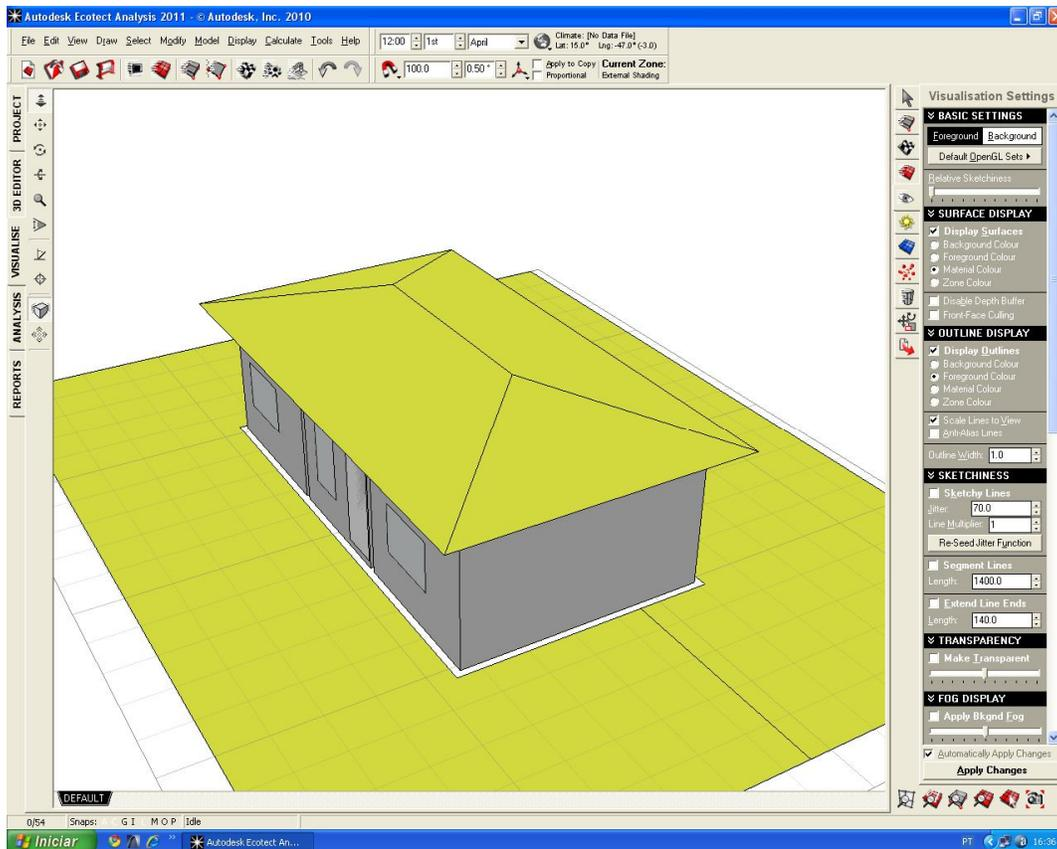 Autodesk Ecotect Analysis 2011 - © Autodesk, Inc. 2010
File Edit View Draw Select Modify Model Display Calculate Tools Help
12:00 1st April
Climate: [No Data File]
Lat: 15.0° Lng: -47.0° (-3.0)
100.0 0.50 °
Apply to Copy
Proportional
Current Zone:
External Shading
PROJECT
3D EDITOR
VISUALISE
ANALYSIS
REPORTS
Visualisation Settings
BASIC SETTINGS
Foreground Background
Default OpenGL Sets
Relative Sketchiness
SURFACE DISPLAY
Display Surfaces
Background Colour
Foreground Colour
Material Colour
Zone Colour
Disable Depth Buffer
Front-Face Culling
OUTLINE DISPLAY
Display Outlines
Background Colour
Foreground Colour
Material Colour
Zone Colour
Scale Lines to View
Anti-Alias Lines
Outline Width: 1.0
SKETCHINESS
Sketchy Lines
Jitter: 70.0
Line Multiplier: 1
Re-Seed Jitter Function
Segment Lines
Length: 1400.0
Extend Line Ends
Length: 140.0
TRANSPARENCY
Make Transparent
FOG DISPLAY
Apply Bkgnd Fog
Automatically Apply Changes
Apply Changes
DEFAULT
0/54 Snaps: G I M O P Idle
Iniciar
Autodesk Ecotect An...
PT 16:36